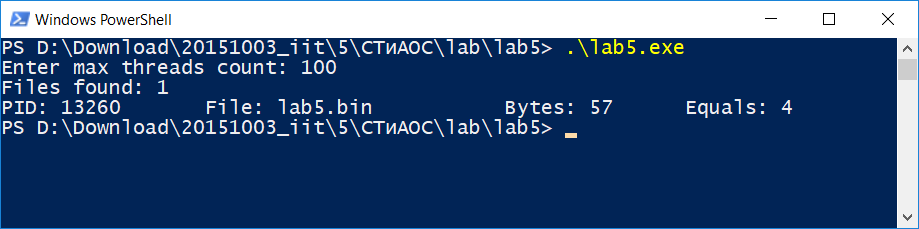 Windows PowerShell
PS D:\Download\20151003_iit\5\СТиАОС\lab\lab5> .\lab5.exe
Enter max threads count: 100
Files found: 1
PID: 13260       File: lab5.bin           Bytes: 57      Equals: 4
PS D:\Download\20151003_iit\5\СТиАОС\lab\lab5>